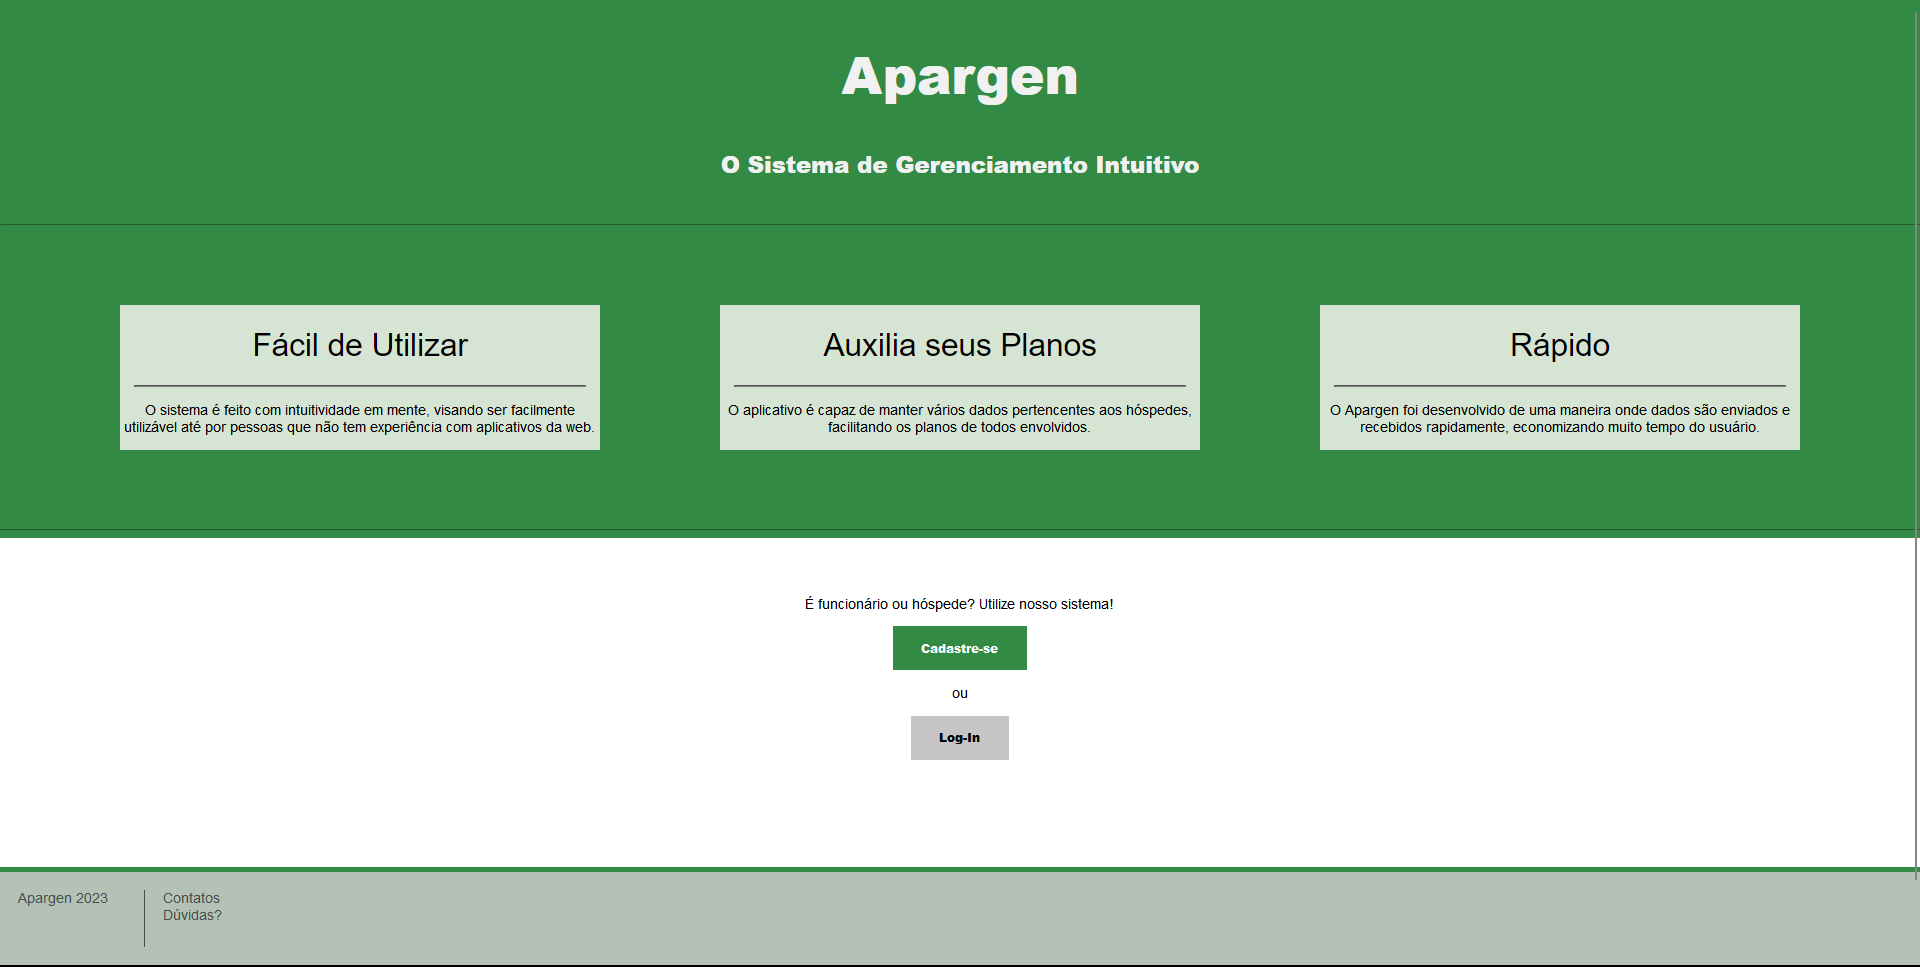 Apargen
O Sistema de Gerenciamento Intuitivo
Fácil de Utilizar
O sistema é feito com intuitividade em mente, visando ser facilmente
utilizável até por pessoas que não tem experiência com aplicativos da web.
Auxilia seus Planos
O aplicativo é capaz de manter vários dados pertencentes aos hóspedes,
facilitando os planos de todos envolvidos.
Rápido
O Apargen foi desenvolvido de uma maneira onde dados são enviados e
recebidos rapidamente, economizando muito tempo do usuário.
É funcionário ou hóspede? Utilize nosso sistema!
Cadastre-se
ou
Log-In
Apargen 2023
Contatos
Dúvidas?